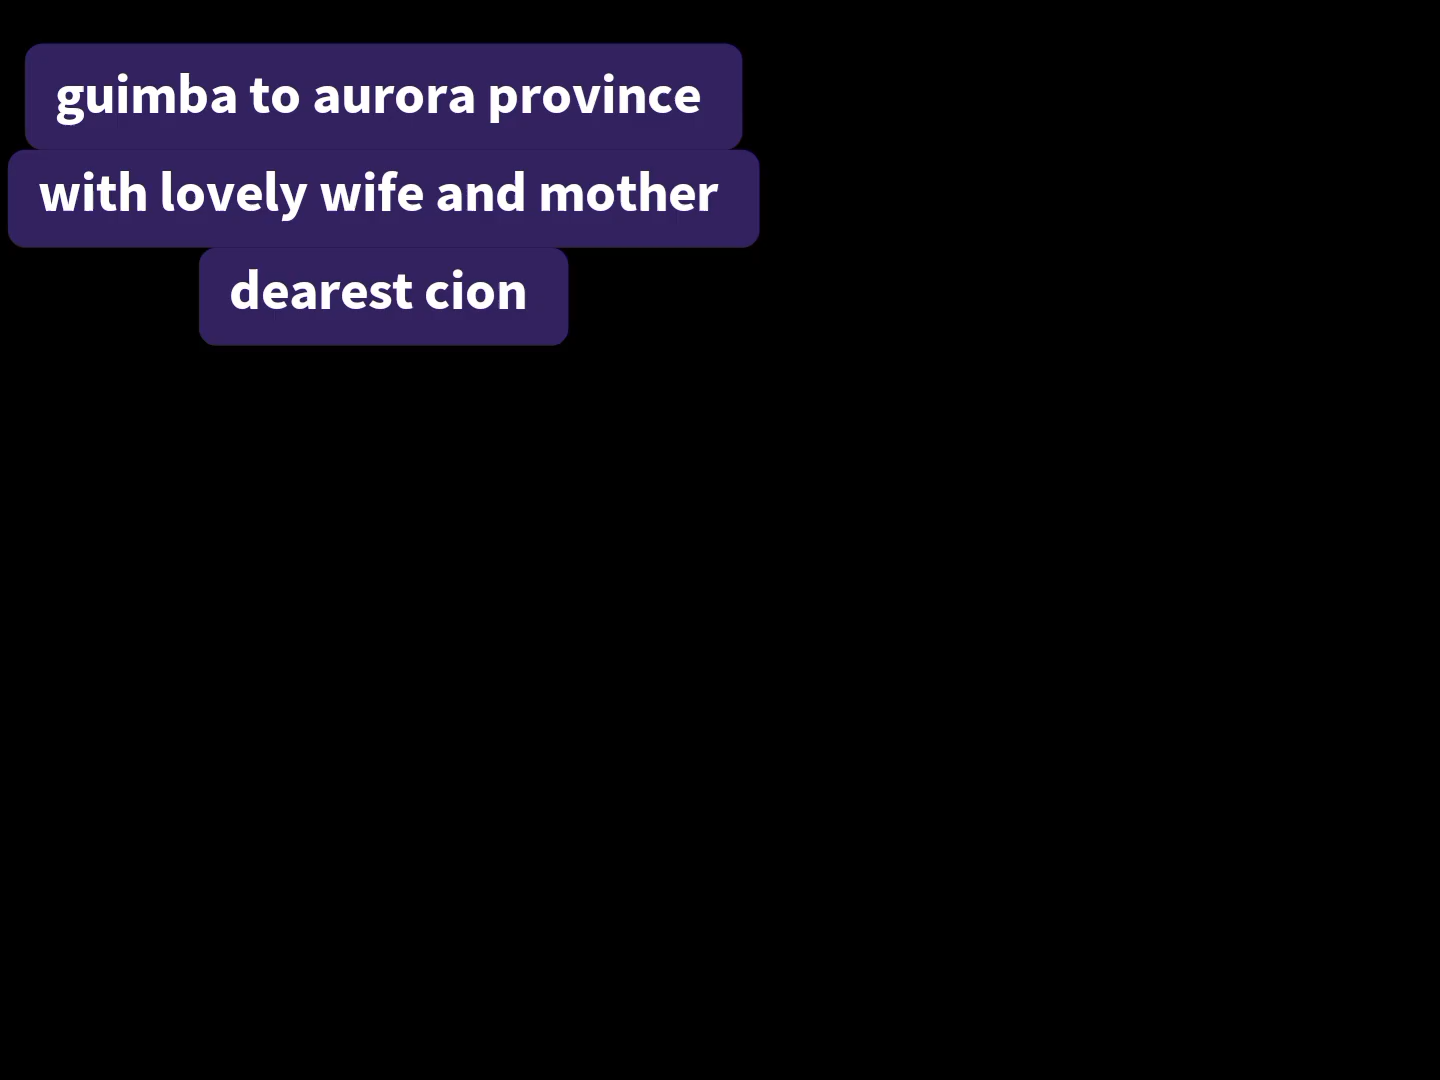 guimba to aurora province
with lovely wife and mother
dearest cion